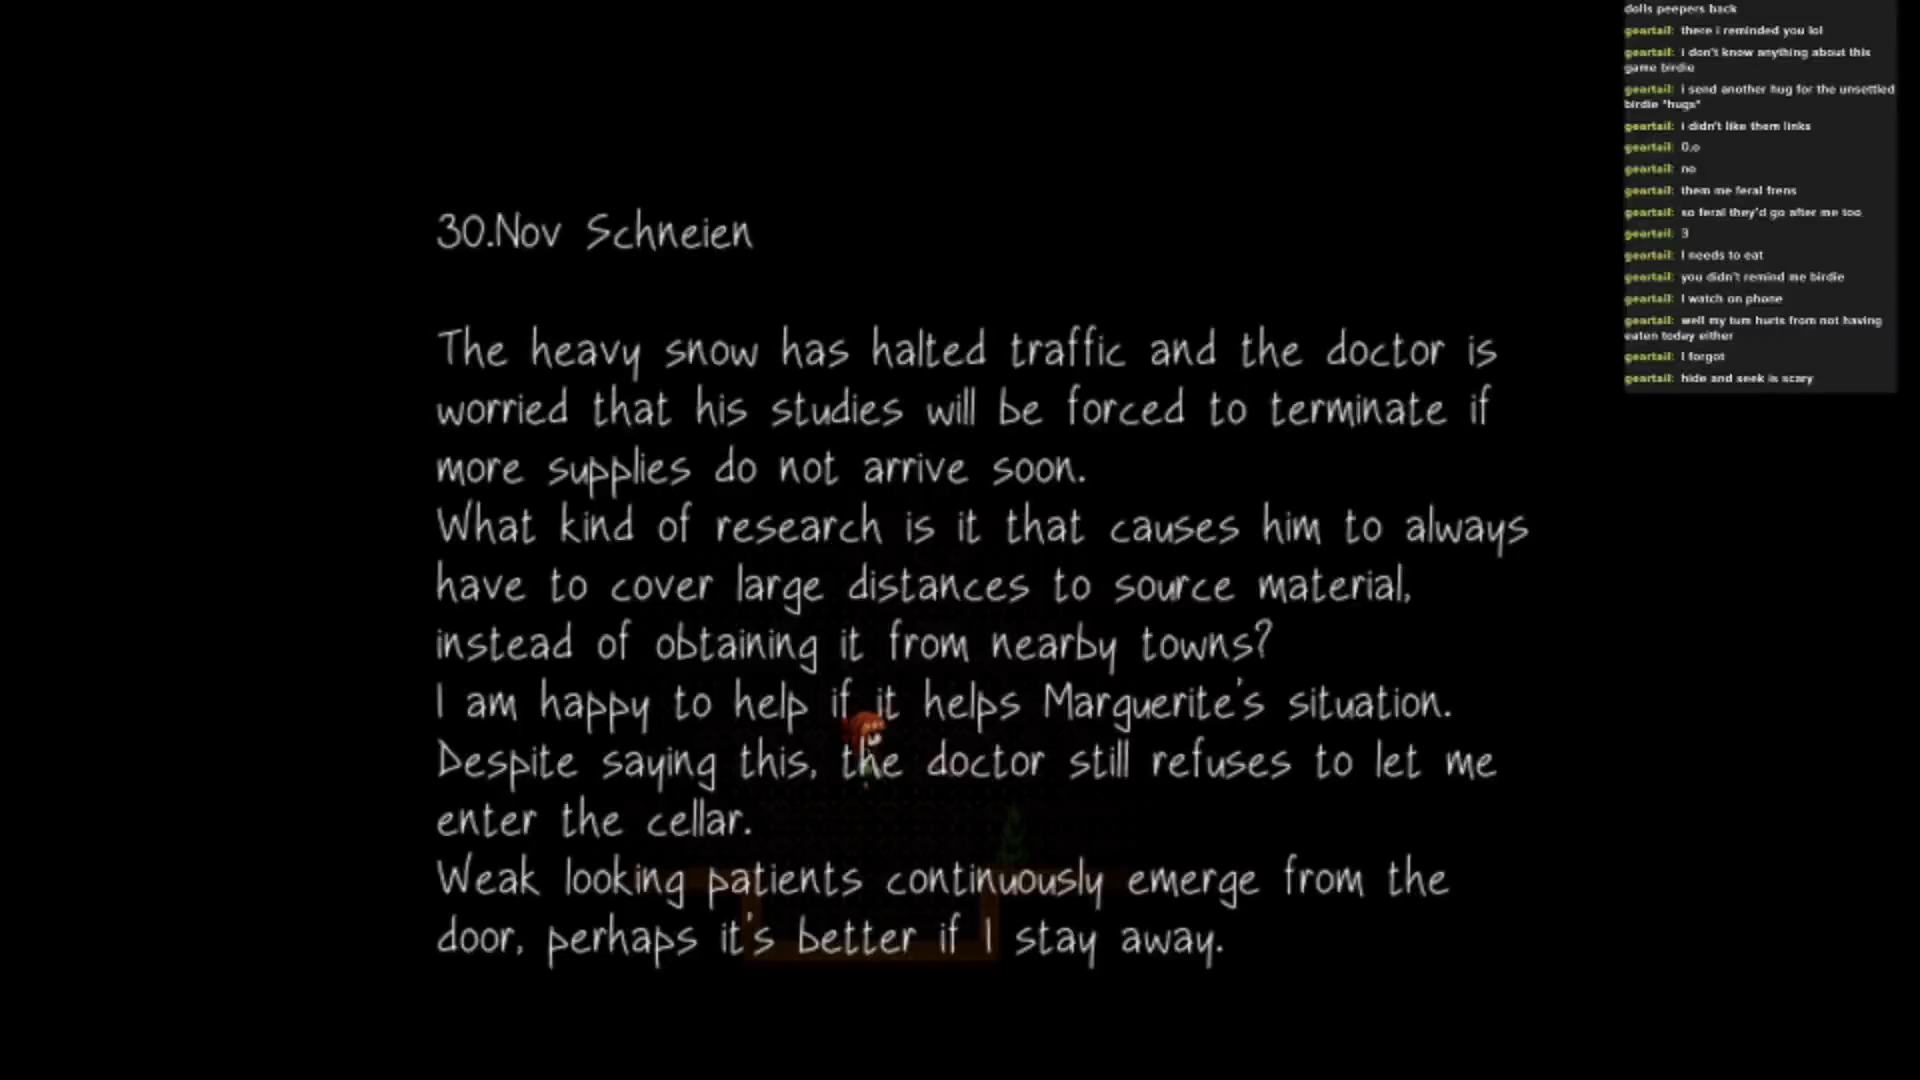 30.Nov Schneien
The heavy snow has halted traffic and the doctor is
worried that his studies will be forced to terminate if
more supplies do not arrive soon.
What kind of research is it that causes him to always
have to cover large distances to source material,
instead of obtaining it from nearby towns?
I am happy to help if it helps Marguerite's situation.
Despite saying this, the doctor still refuses to let me
enter the cellar.
Weak looking patients continuously emerge from the
door, perhaps it's better if I stay away.
dolls peepers back
geartail: there i reminded you lol
geartail: i don't know anything about this
game birdie
geartail: i send another hug for the unsettled
birdie *hugs*
geartail: i didn't like them links
geartail: 0.o
geartail: no
geartail: them me feral frens
geartail: so feral they'd go after me too
geartail: 3
geartail: I needs to eat
geartail: you didn't remind me birdie
geartail: I watch on phone
geartail: well my tum hurts from not having
eaten today either
geartail: I forgot
geartail: hide and seek is scary